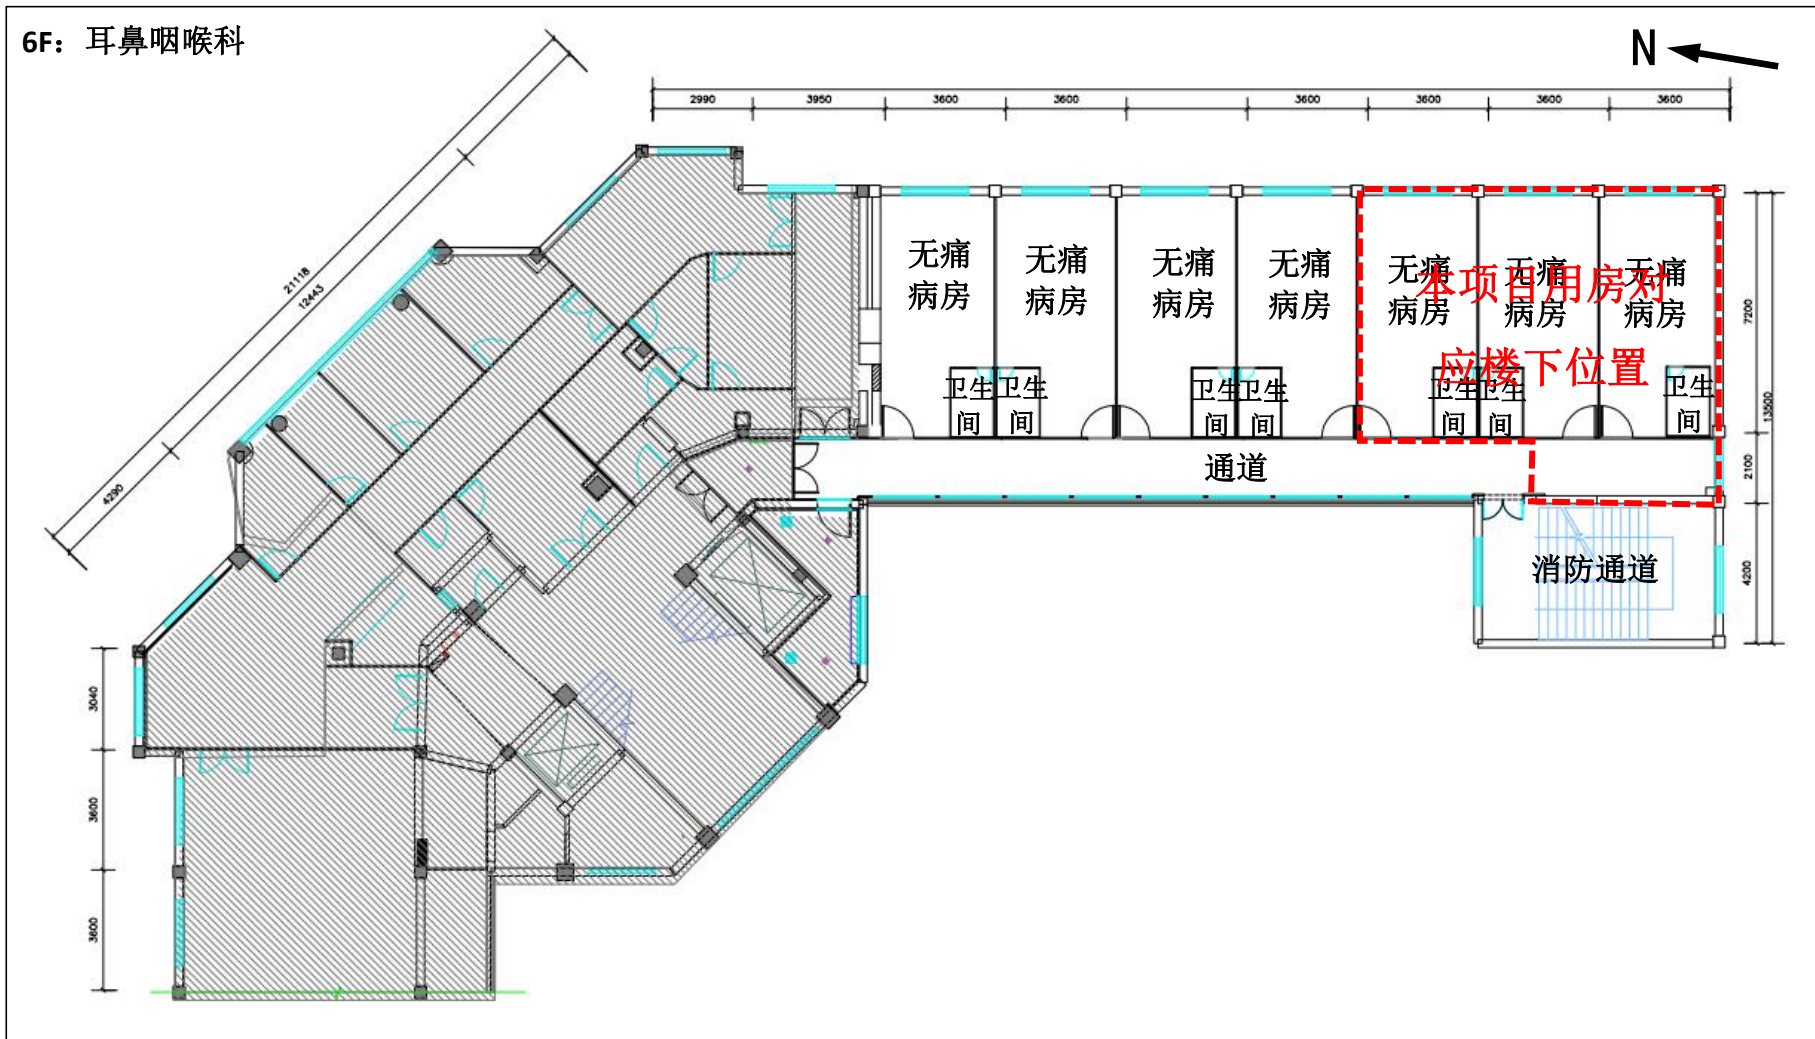 6F：耳鼻咽喉科
N
2990
3950
3600
3600
3600
3600
3600
3600
21118
12443
4290
无痛
病房
无痛
病房
无痛
病房
无痛
病房
无痛
病房
无痛
病房
无痛
病房
本项目用房对
应楼下位置
卫生
间
卫生
间
卫生
间
卫生
间
卫生
间
卫生
间
卫生
间
通道
消防通道
7200
13500
2100
4200
3040
3600
3600